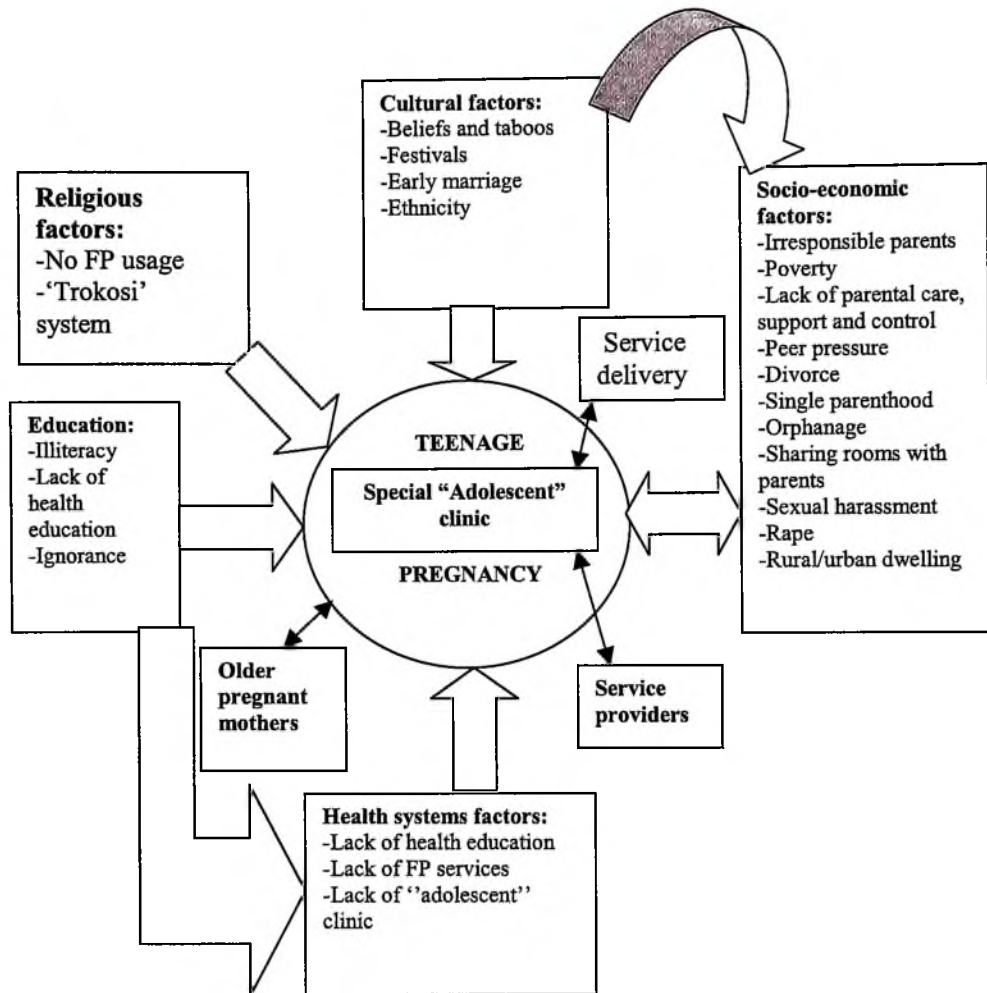 Cultural factors:
-Beliefs and taboos
-Festivals
-Early marriage
-Ethnicity
Religious
factors:
-No FP usage
-‘Trokosi’
system
Socio-economic
factors:
-Irresponsible parents
-Poverty
-Lack of parental care,
support and control
-Peer pressure
-Divorce
-Single parenthood
-Orphanage
-Sharing rooms with
parents
-Sexual harassment
-Rape
-Rural/urban dwelling
Service
delivery
Education:
-Illiteracy
-Lack of
health
education
-Ignorance
TEENAGE
Special “Adolescent”
clinic
PREGNANCY
Older
pregnant
mothers
Service
providers
Health systems factors:
-Lack of health education
-Lack of FP services
-Lack of ‘‘adolescent’’
clinic